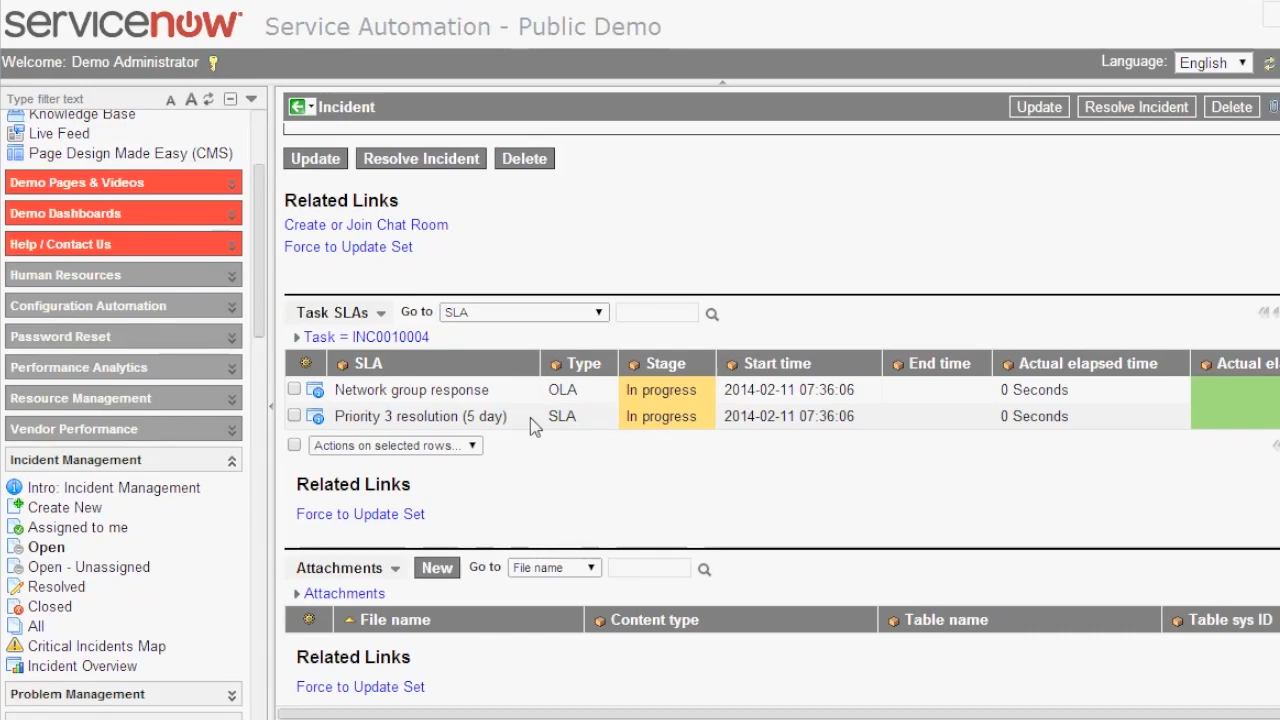 servicenow Service Automation - Public Demo
Welcome: Demo Administrator
Language: English
Type filter text A A
Knowledge Base
Live Feed
Page Design Made Easy (CMS)
Demo Pages & Videos
Demo Dashboards
Help / Contact Us
Human Resources
Configuration Automation
Password Reset
Performance Analytics
Resource Management
Vendor Performance
Incident Management
Intro: Incident Management
Create New
Assigned to me
Open
Open - Unassigned
Resolved
Closed
All
Critical Incidents Map
Incident Overview
Problem Management
Incident Update Resolve Incident Delete
Update Resolve Incident Delete
Related Links
Create or Join Chat Room
Force to Update Set
Task SLAs Go to SLA
Task = INC0010004
SLA Type Stage Start time End time Actual elapsed time Actual el
Network group response OLA In progress 2014-02-11 07:36:06 0 Seconds
Priority 3 resolution (5 day) SLA In progress 2014-02-11 07:36:06 0 Seconds
Actions on selected rows...
Related Links
Force to Update Set
Attachments New Go to File name
Attachments
File name Content type Table name Table sys ID
Related Links
Force to Update Set